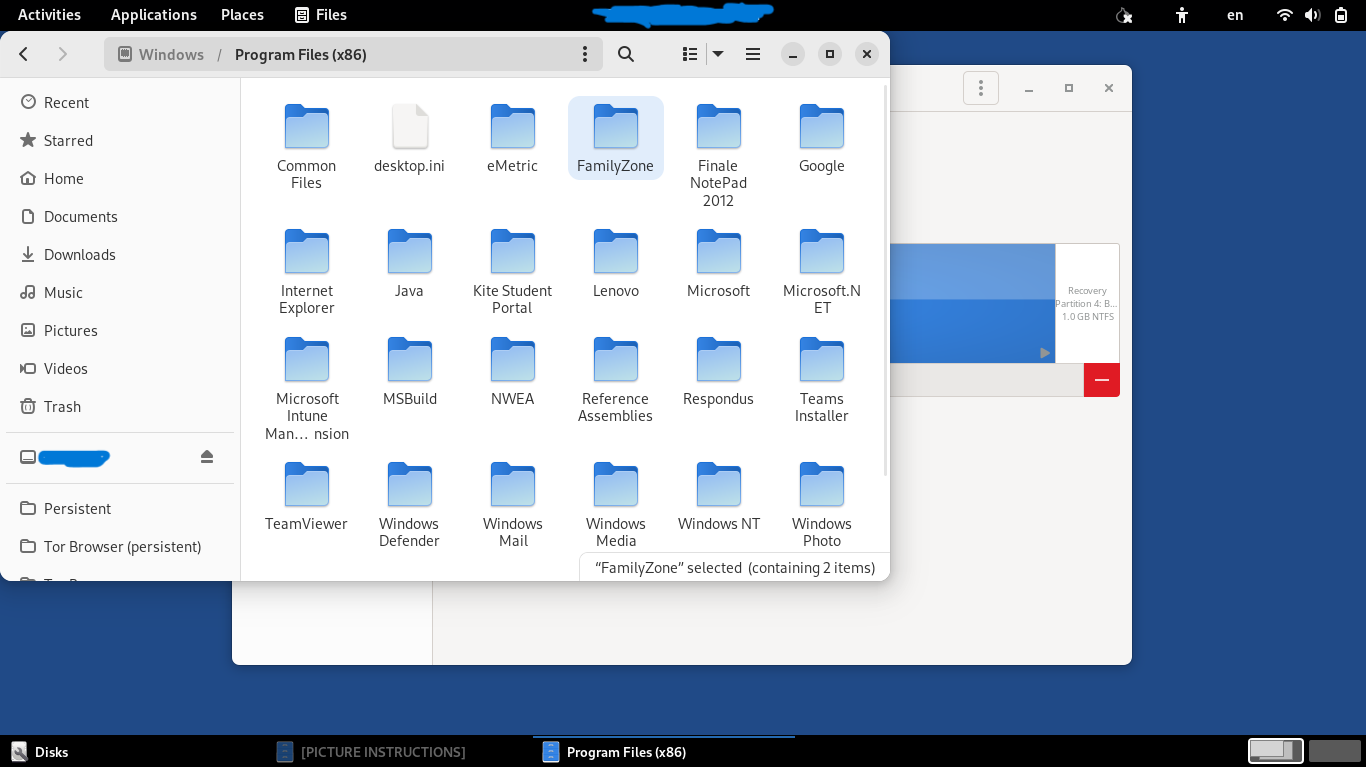 Activities Applications Places Files en
Windows / Program Files (x86)
Recent
Starred
Home
Documents
Downloads
Music
Pictures
Videos
Trash
Persistent
Tor Browser (persistent)
Common
Files
desktop.ini
eMetric
FamilyZone
Finale
NotePad
2012
Google
Internet
Explorer
Java
Kite Student
Portal
Lenovo
Microsoft
Microsoft.N
ET
Microsoft
Intune
Man… nsion
MSBuild
NWEA
Reference
Assemblies
Respondus
Teams
Installer
TeamViewer
Windows
Defender
Windows
Mail
Windows
Media
Windows NT
Windows
Photo
“FamilyZone” selected (containing 2 items)
Recovery
Partition 4: B…
1.0 GB NTFS
Disks
[PICTURE INSTRUCTIONS]
Program Files (x86)